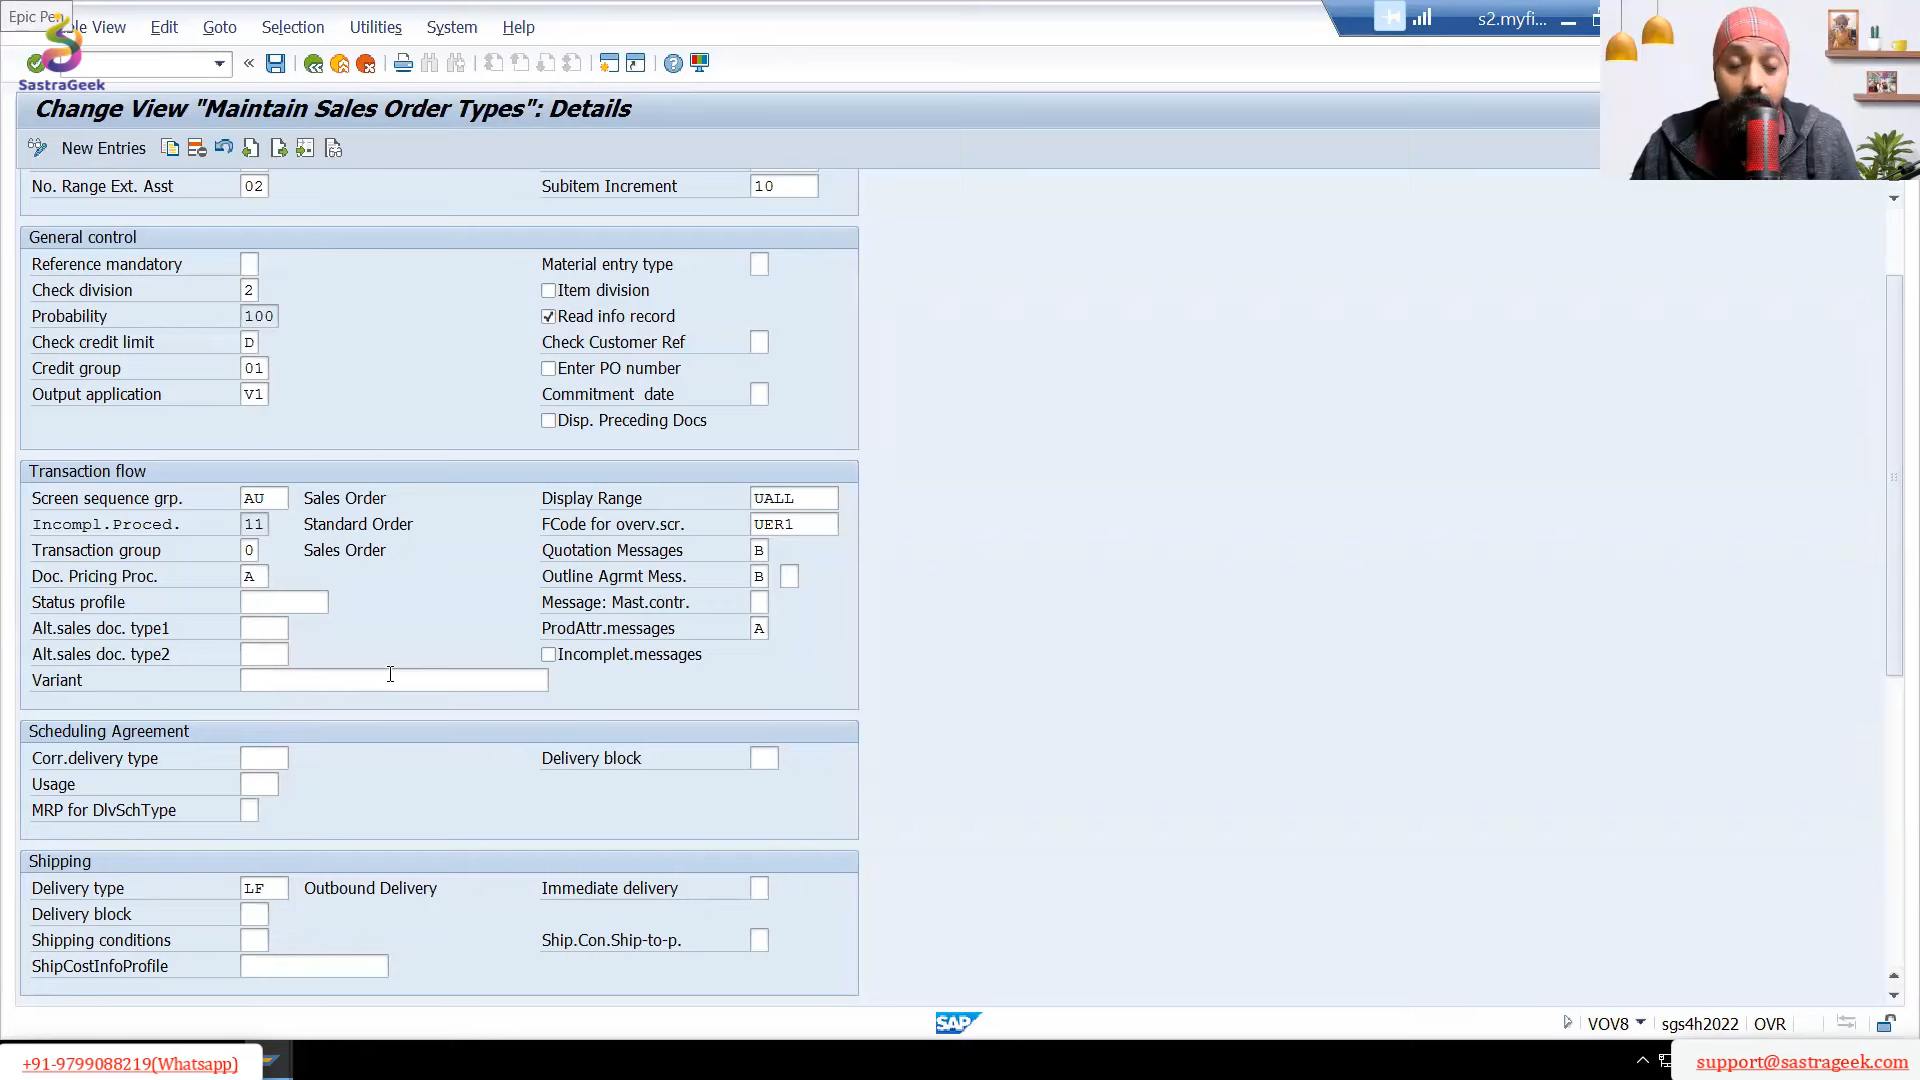 Epic Pen
le View Edit Goto Selection Utilities System Help
s2.myfi...
SastraGeek
Change View "Maintain Sales Order Types": Details
New Entries
No. Range Ext. Asst 02 Subitem Increment 10
General control
Reference mandatory Material entry type
Check division 2 Item division
Probability 100 Read info record
Check credit limit D Check Customer Ref
Credit group 01 Enter PO number
Output application V1 Commitment date
Disp. Preceding Docs
Transaction flow
Screen sequence grp. AU Sales Order Display Range UALL
Incompl.Proced. 11 Standard Order FCode for overv.scr. UER1
Transaction group 0 Sales Order Quotation Messages B
Doc. Pricing Proc. A Outline Agrmt Mess. B
Status profile Message: Mast.contr.
Alt.sales doc. type1 ProdAttr.messages A
Alt.sales doc. type2 Incomplet.messages
Variant
Scheduling Agreement
Corr.delivery type Delivery block
Usage
MRP for DlvSchType
Shipping
Delivery type LF Outbound Delivery Immediate delivery
Delivery block
Shipping conditions Ship.Con.Ship-to-p.
ShipCostInfoProfile
SAP VOV8 sgs4h2022 OVR
+91-9799088219(Whatsapp) support@sastrageek.com